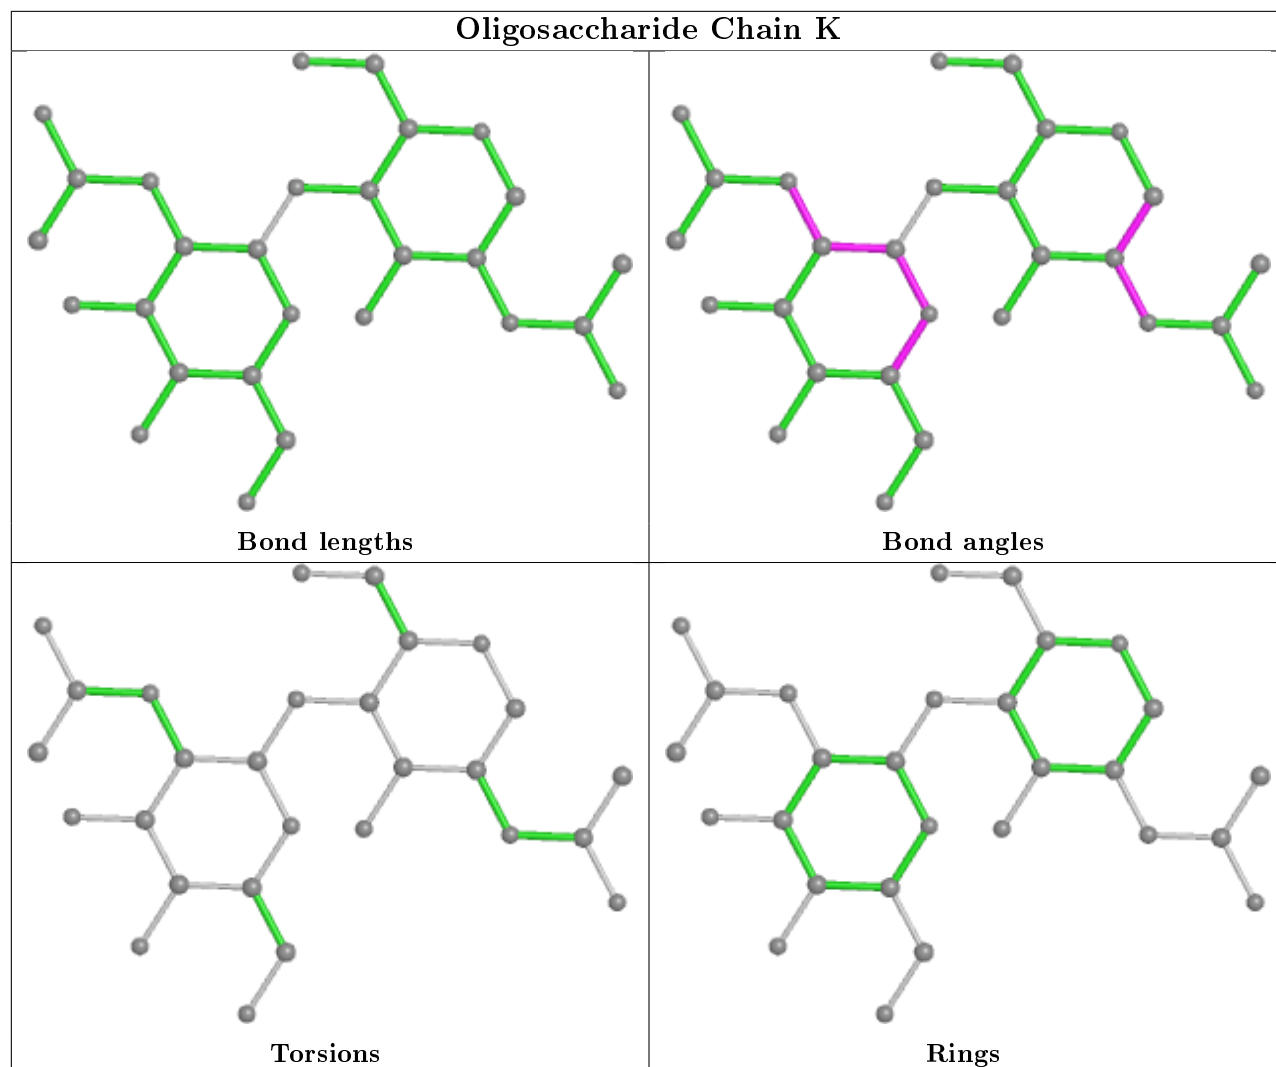 Oligosaccharide Chain K
Bond lengths
Bond angles
Torsions
Rings